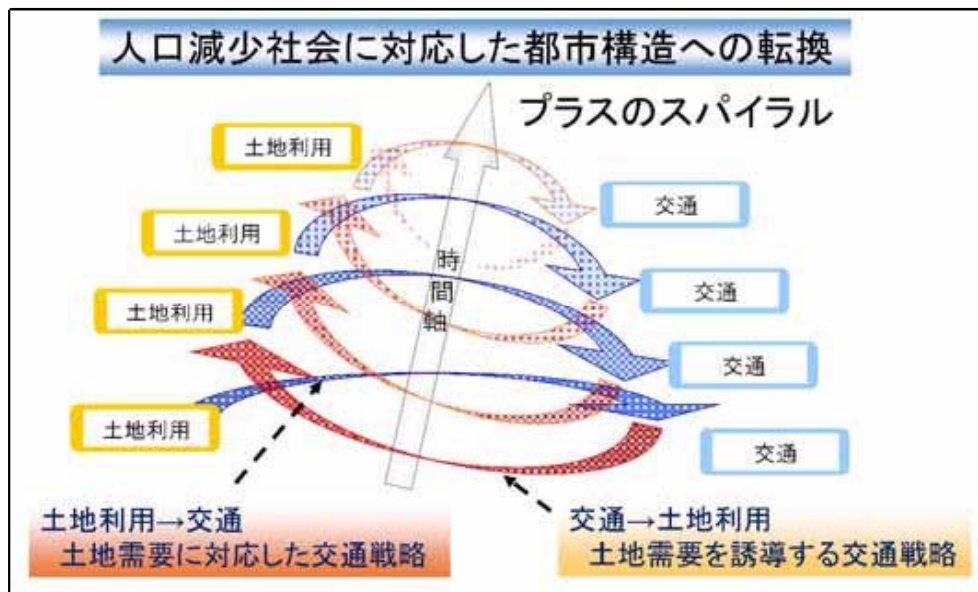 人口減少社会に対応した都市構造への転換
プラスのスパイラル
土地利用
交通
土地利用
交通
時間軸
土地利用
交通
土地利用
交通
土地利用→交通
土地需要に対応した交通戦略
交通→土地利用
土地需要を誘導する交通戦略